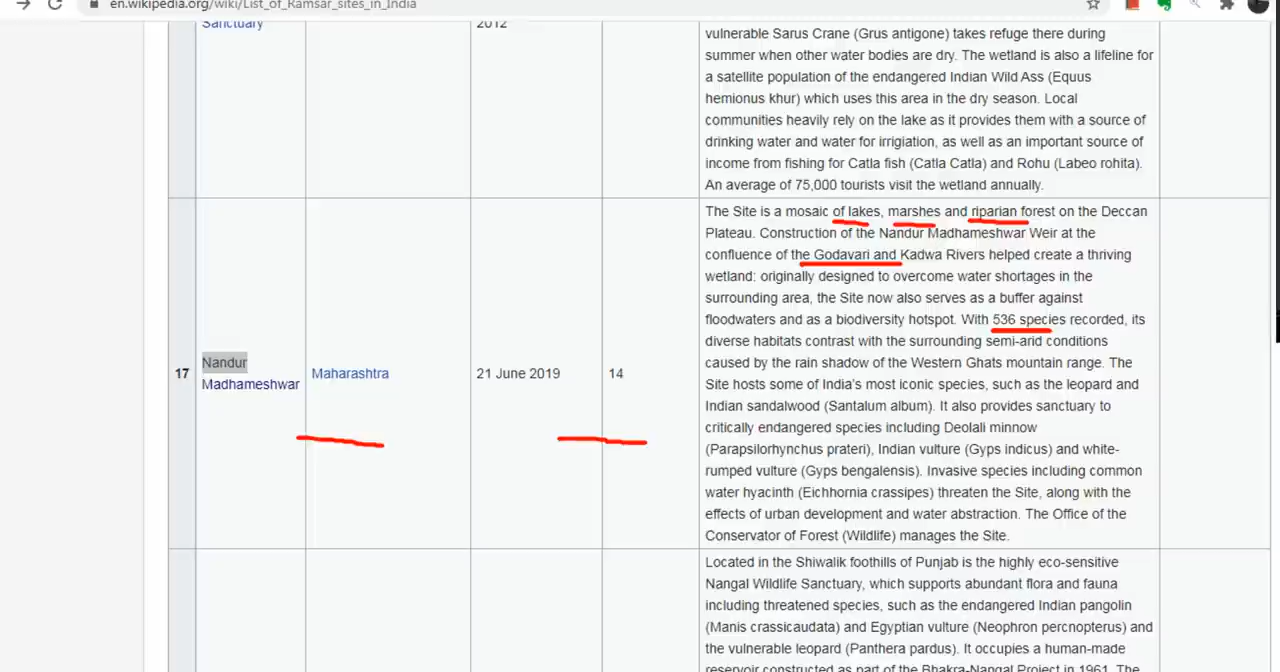 en.wikipedia.org/wiki/List_of_Ramsar_sites_in_India
Sanctuary
2012
vulnerable Sarus Crane (Grus antigone) takes refuge there during
summer when other water bodies are dry. The wetland is also a lifeline for
a satellite population of the endangered Indian Wild Ass (Equus
hemionus khur) which uses this area in the dry season. Local
communities heavily rely on the lake as it provides them with a source of
drinking water and water for irrigiation, as well as an important source of
income from fishing for Catla fish (Catla Catla) and Rohu (Labeo rohita).
An average of 75,000 tourists visit the wetland annually.
17
Nandur
Madhameshwar
Maharashtra
21 June 2019
14
The Site is a mosaic of lakes, marshes and riparian forest on the Deccan
Plateau. Construction of the Nandur Madhameshwar Weir at the
confluence of the Godavari and Kadwa Rivers helped create a thriving
wetland: originally designed to overcome water shortages in the
surrounding area, the Site now also serves as a buffer against
floodwaters and as a biodiversity hotspot. With 536 species recorded, its
diverse habitats contrast with the surrounding semi-arid conditions
caused by the rain shadow of the Western Ghats mountain range. The
Site hosts some of India's most iconic species, such as the leopard and
Indian sandalwood (Santalum album). It also provides sanctuary to
critically endangered species including Deolali minnow
(Parapsilorhynchus prateri), Indian vulture (Gyps indicus) and white-
rumped vulture (Gyps bengalensis). Invasive species including common
water hyacinth (Eichhornia crassipes) threaten the Site, along with the
effects of urban development and water abstraction. The Office of the
Conservator of Forest (Wildlife) manages the Site.
Located in the Shiwalik foothills of Punjab is the highly eco-sensitive
Nangal Wildlife Sanctuary, which supports abundant flora and fauna
including threatened species, such as the endangered Indian pangolin
(Manis crassicaudata) and Egyptian vulture (Neophron percnopterus) and
the vulnerable leopard (Panthera pardus). It occupies a human-made
reservoir constructed as part of the Bhakra-Nangal Project in 1961. The